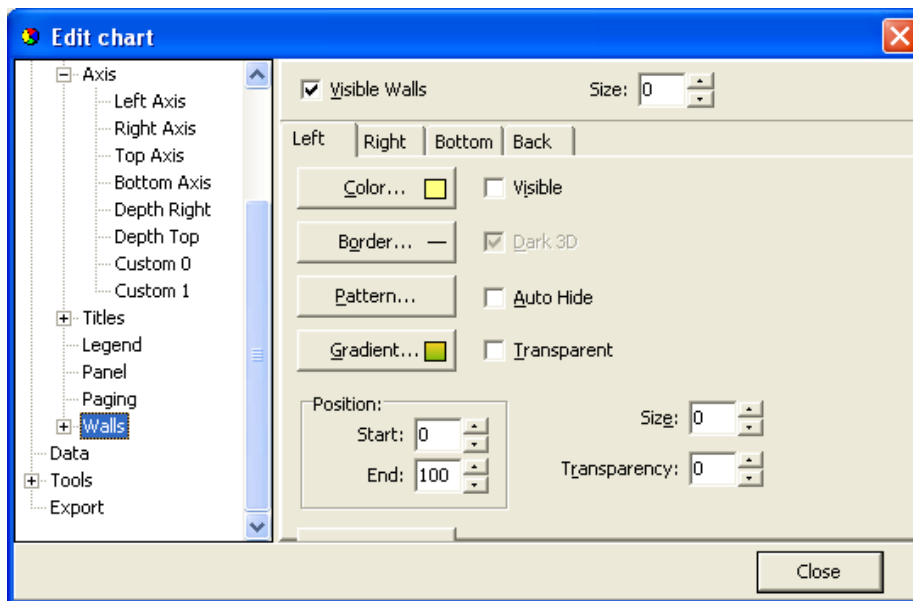 Edit chart
Axis
Left Axis
Right Axis
Top Axis
Bottom Axis
Depth Right
Depth Top
Custom 0
Custom 1
Titles
Legend
Panel
Paging
Walls
Data
Tools
Export
Visible Walls Size: 0
Left Right Bottom Back
Color... Visible
Border... Dark 3D
Pattern... Auto Hide
Gradient... Transparent
Position:
Start: 0
End: 100
Size: 0
Transparency: 0
Close